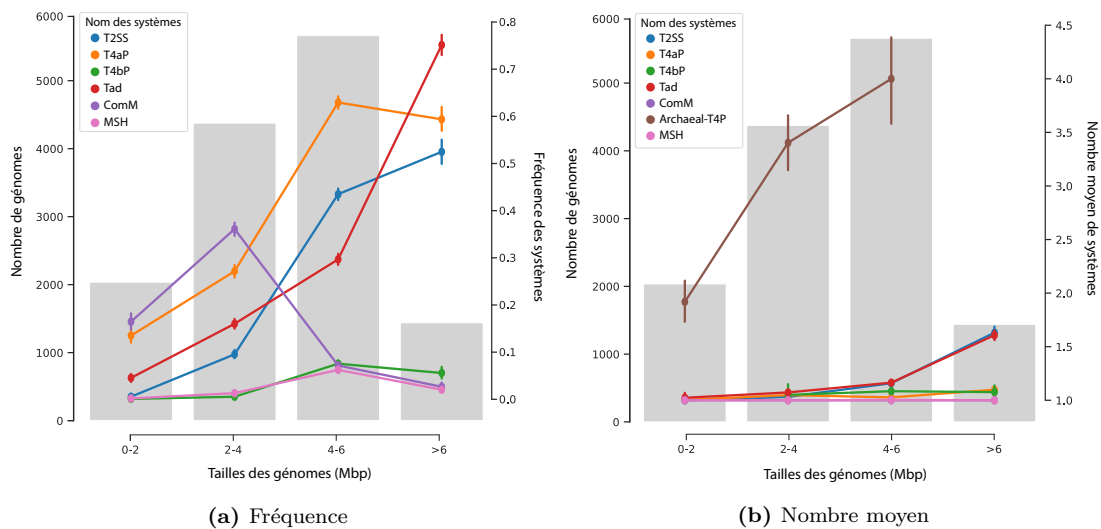 Nom des systèmes
T2SS
T4aP
T4bP
Tad
ComM
MSH
Nombre de génomes
6000
5000
4000
3000
2000
1000
0
0.8
0.7
0.6
0.5
0.4
0.3
0.2
0.1
0.0
Fréquence des systèmes
0-2
2-4
4-6
>6
Tailles des génomes (Mbp)
(a) Fréquence
Nom des systèmes
T2SS
T4aP
T4bP
Tad
ComM
Archaeal-T4P
MSH
Nombre de génomes
6000
5000
4000
3000
2000
1000
0
4.5
4.0
3.5
3.0
2.5
2.0
1.5
1.0
Nombre moyen de systèmes
0-2
2-4
4-6
>6
Tailles des génomes (Mbp)
(b) Nombre moyen